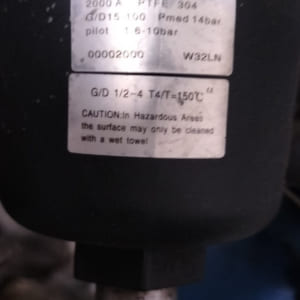 2000 A PTFE 304
G/D15 100 Pmed 14bar
pilot 1.6-10bar
00002000 W32LN
G/D 1/2-4 T4/T=150℃
CAUTION:In Hazardous Areas
the surface may only be cleaned
with a wet towel